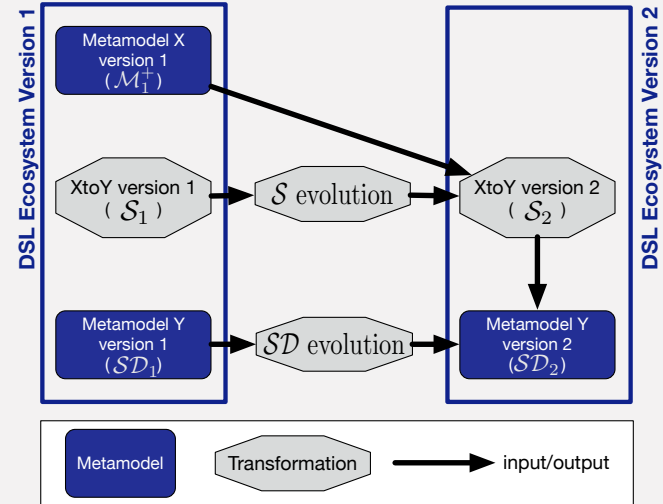 DSL Ecosystem Version 1
Metamodel X
version 1
( ℳ₁⁺ )
XtoY version 1
( 𝒮₁ )
𝒮 evolution
XtoY version 2
( 𝒮₂ )
Metamodel Y
version 1
(𝒮𝒟₁)
𝒮𝒟 evolution
Metamodel Y
version 2
(𝒮𝒟₂)
DSL Ecosystem Version 2
Metamodel
Transformation
input/output